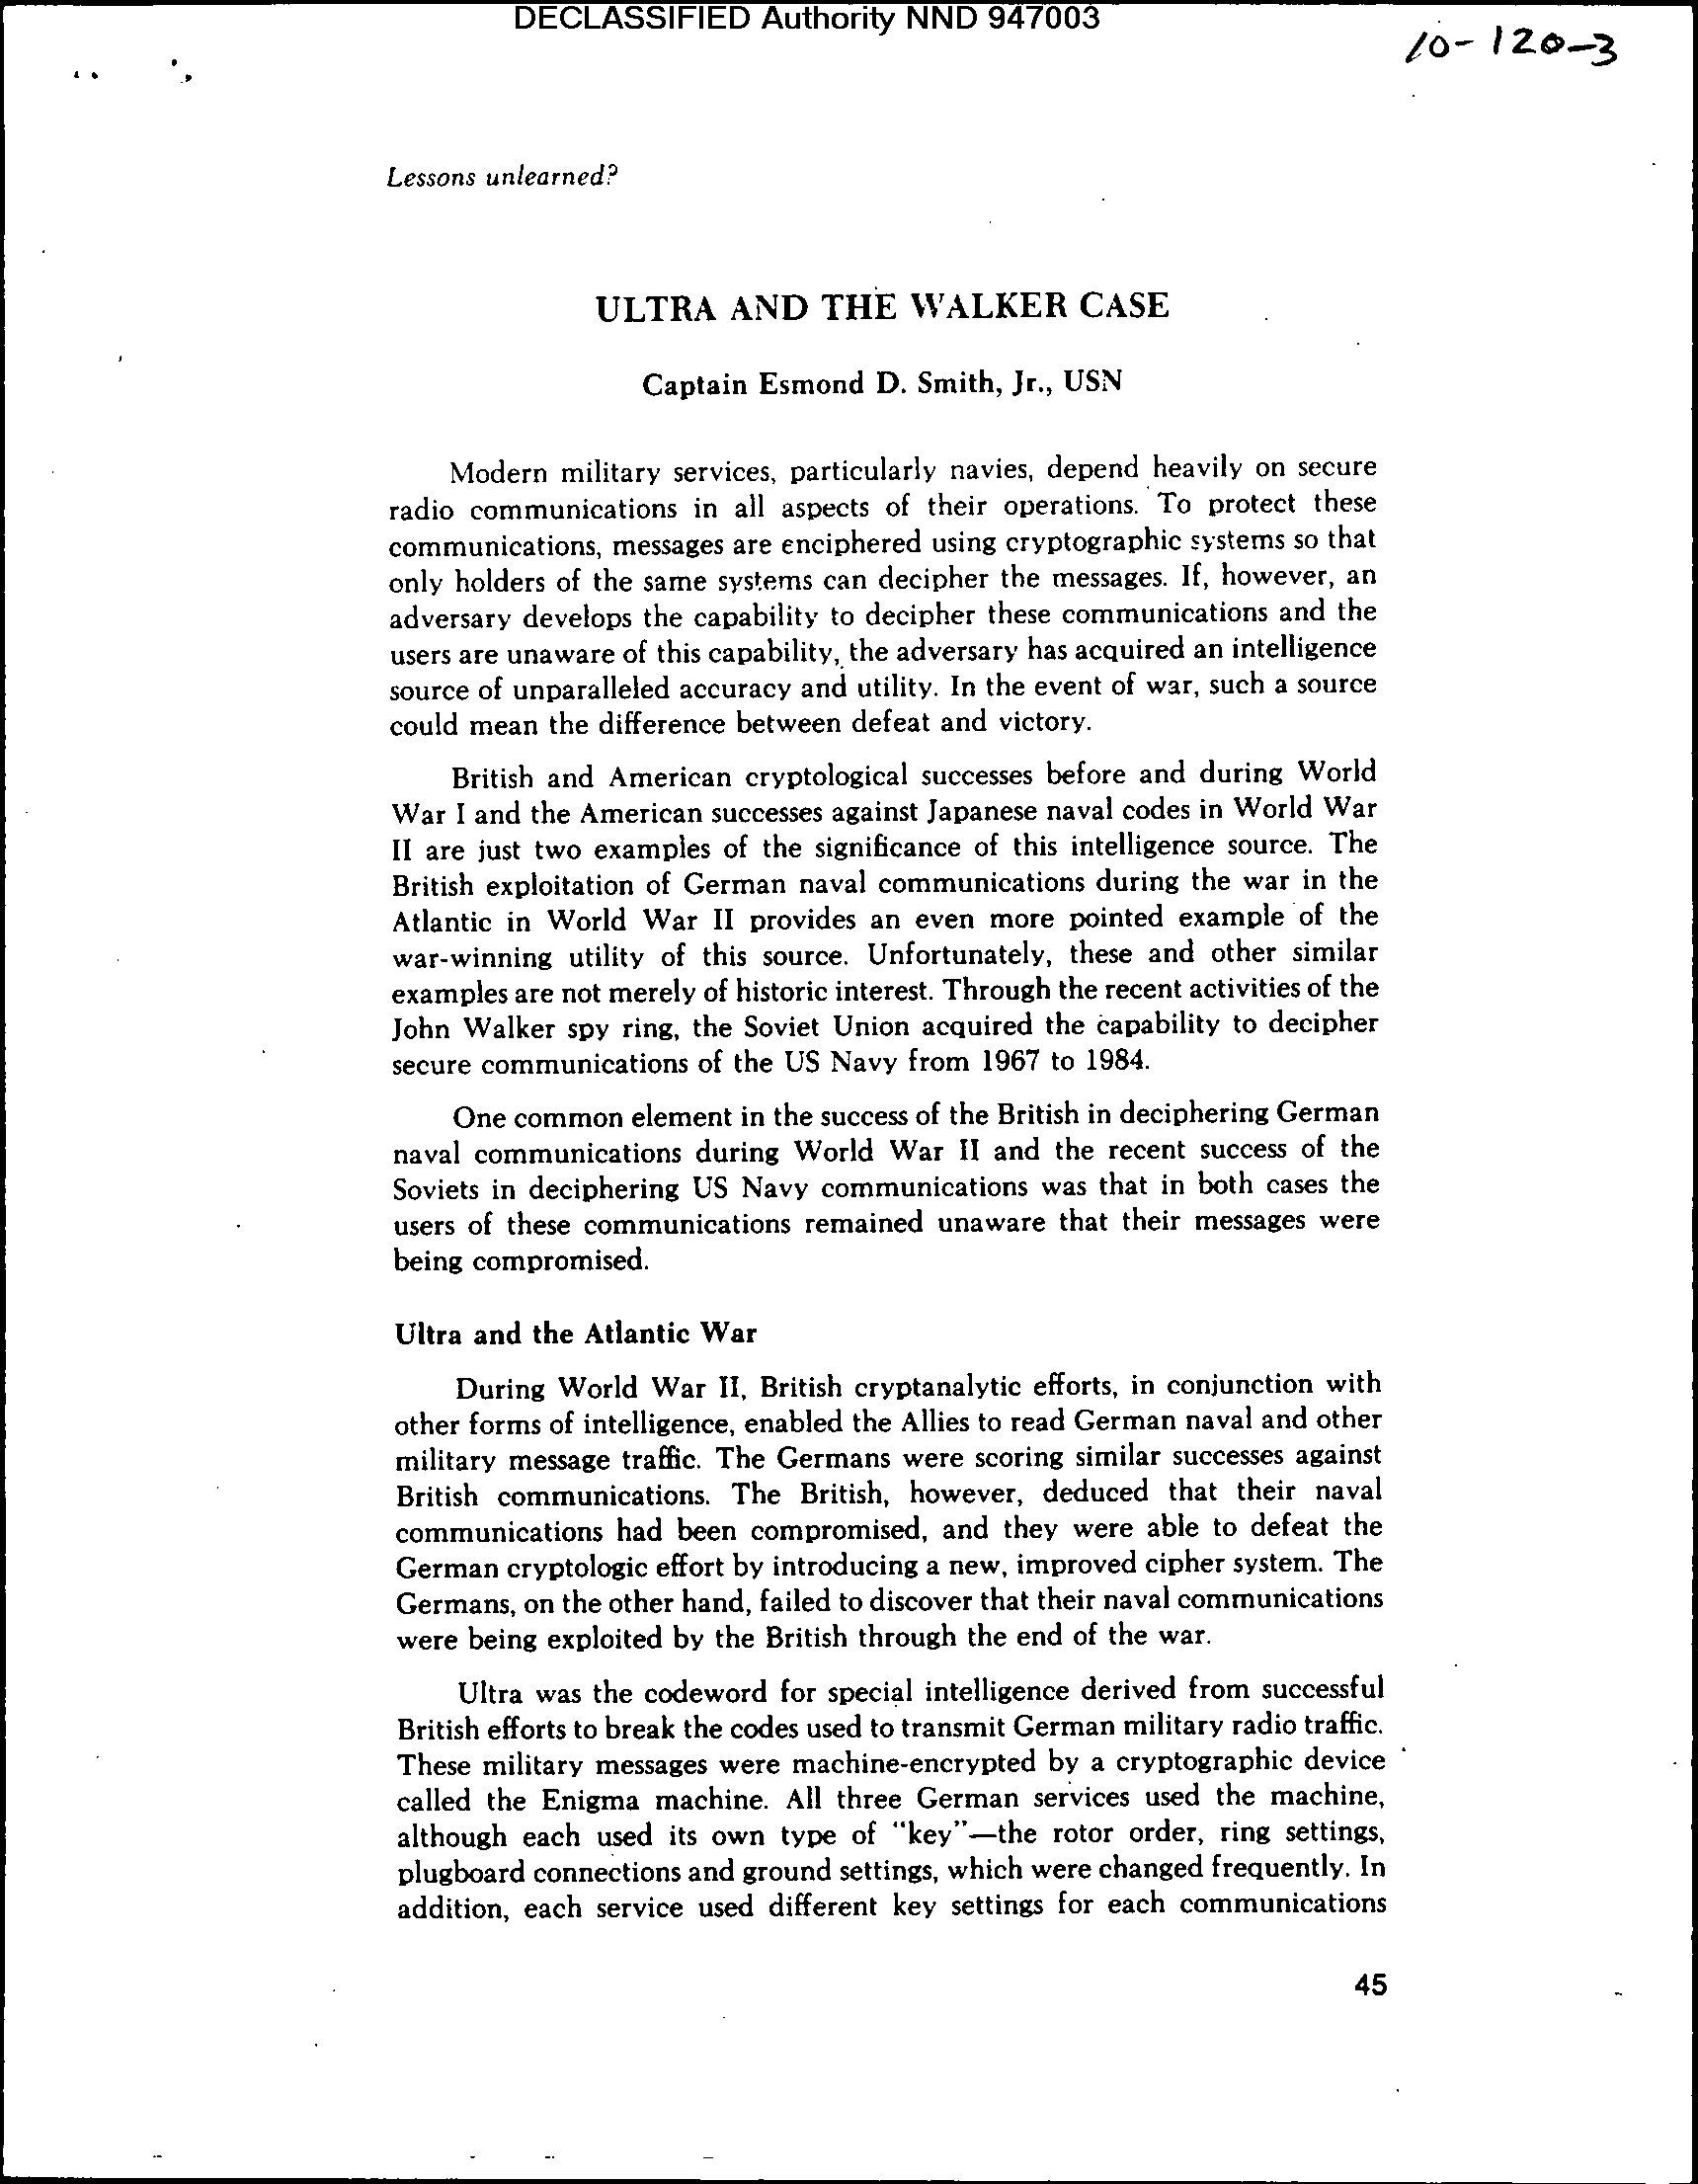 DECLASSIFIED Authority NND 947003
10-120-3
Lessons unlearned?
ULTRA AND THE WALKER CASE
Captain Esmond D. Smith, Jr., USN
Modern military services, particularly navies, depend heavily on secure
radio communications in all aspects of their operations. To protect these
communications, messages are enciphered using cryptographic systems so that
only holders of the same systems can decipher the messages. If, however, an
adversary develops the capability to decipher these communications and the
users are unaware of this capability, the adversary has acquired an intelligence
source of unparalleled accuracy and utility. In the event of war, such a source
could mean the difference between defeat and victory.
British and American cryptological successes before and during World
War I and the American successes against Japanese naval codes in World War
II are just two examples of the significance of this intelligence source. The
British exploitation of German naval communications during the war in the
Atlantic in World War II provides an even more pointed example of the
war-winning utility of this source. Unfortunately, these and other similar
examples are not merely of historic interest. Through the recent activities of the
John Walker spy ring, the Soviet Union acquired the capability to decipher
secure communications of the US Navy from 1967 to 1984.
One common element in the success of the British in deciphering German
naval communications during World War II and the recent success of the
Soviets in deciphering US Navy communications was that in both cases the
users of these communications remained unaware that their messages were
being compromised.
Ultra and the Atlantic War
During World War II, British cryptanalytic efforts, in conjunction with
other forms of intelligence, enabled the Allies to read German naval and other
military message traffic. The Germans were scoring similar successes against
British communications. The British, however, deduced that their naval
communications had been compromised, and they were able to defeat the
German cryptologic effort by introducing a new, improved cipher system. The
Germans, on the other hand, failed to discover that their naval communications
were being exploited by the British through the end of the war.
Ultra was the codeword for special intelligence derived from successful
British efforts to break the codes used to transmit German military radio traffic.
These military messages were machine-encrypted by a cryptographic device
called the Enigma machine. All three German services used the machine,
although each used its own type of "key"—the rotor order, ring settings,
plugboard connections and ground settings, which were changed frequently. In
addition, each service used different key settings for each communications
45